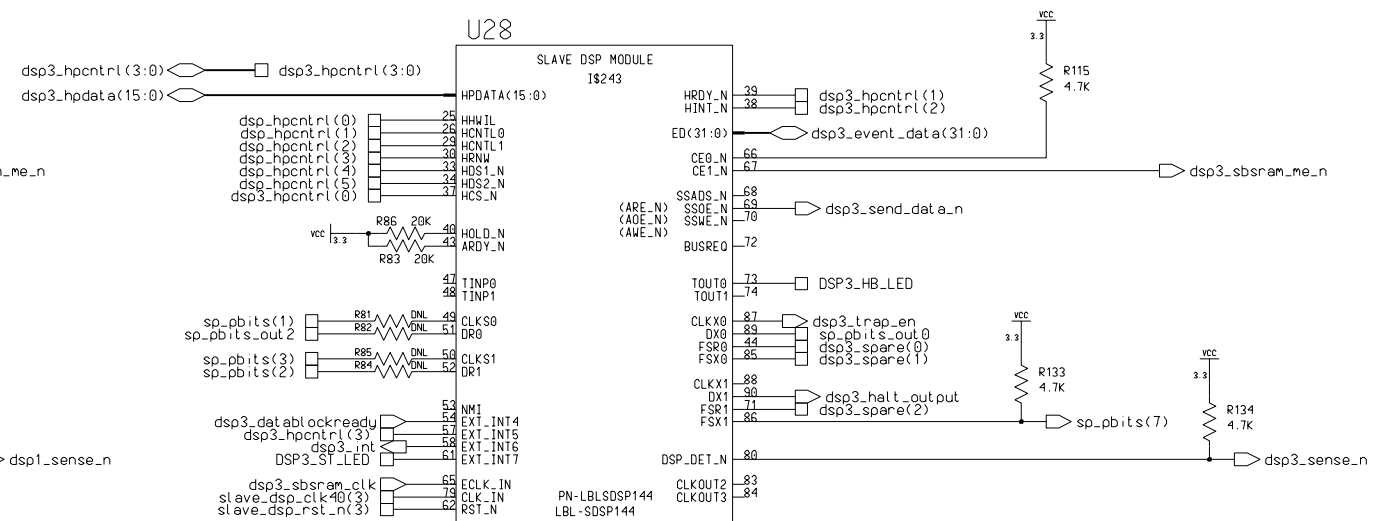 U28
SLAVE DSP MODULE
I$243
dsp3_hpcntrl(3:0) dsp3_hpcntrl(3:0)
dsp3_hpdata(15:0) HPDATA(15:0)
dsp_hpcntrl(0) 25 HHWIL
dsp_hpcntrl(1) 26 HCNTL0
dsp_hpcntrl(2) 29 HCNTL1
dsp_hpcntrl(3) 30 HRNW
dsp_hpcntrl(4) 33 HDS1_N
dsp_hpcntrl(5) 34 HDS2_N
dsp3_hpcntrl(0) 37 HCS_N
_me_n
R86 20K 40 HOLD_N
VCC 3.3
R83 20K 43 ARDY_N
47 TINP0
48 TINP1
sp_pbits(1) R81 DNL 49 CLKS0
sp_pbits_out2 R82 DNL 51 DR0
sp_pbits(3) R85 DNL 50 CLKS1
sp_pbits(2) R84 DNL 52 DR1
53 NMI
dsp3_datablockready 54 EXT_INT4
dsp3_hpcntrl(3) 57 EXT_INT5
dsp3_int 58 EXT_INT6
DSP3_ST_LED 61 EXT_INT7
dsp1_sense_n
dsp3_sbsram_clk 65 ECLK_IN
slave_dsp_clk40(3) 79 CLK_IN
slave_dsp_rst_n(3) 62 RST_N
PN-LBLSDSP144
LBL-SDSP144
HRDY_N 39 dsp3_hpcntrl(1)
HINT_N 38 dsp3_hpcntrl(2)
ED(31:0) dsp3_event_data(31:0)
VCC
3.3
R115
4.7K
CE0_N 66
CE1_N 67 dsp3_sbsram_me_n
SSADS_N 68
(ARE_N) SSOE_N 69 dsp3_send_data_n
(AOE_N) SSWE_N 70
(AWE_N)
BUSREQ 72
TOUT0 73 DSP3_HB_LED
TOUT1 74
CLKX0 87 dsp3_trap_en
DX0 89 sp_pbits_out0
FSR0 44 dsp3_spare(0)
FSX0 85 dsp3_spare(1)
CLKX1 88
DX1 90 dsp3_halt_output
FSR1 71 dsp3_spare(2)
FSX1 86 sp_pbits(7)
VCC
3.3
R133
4.7K
VCC
3.3
R134
4.7K
DSP_DET_N 80 dsp3_sense_n
CLKOUT2 83
CLKOUT3 84